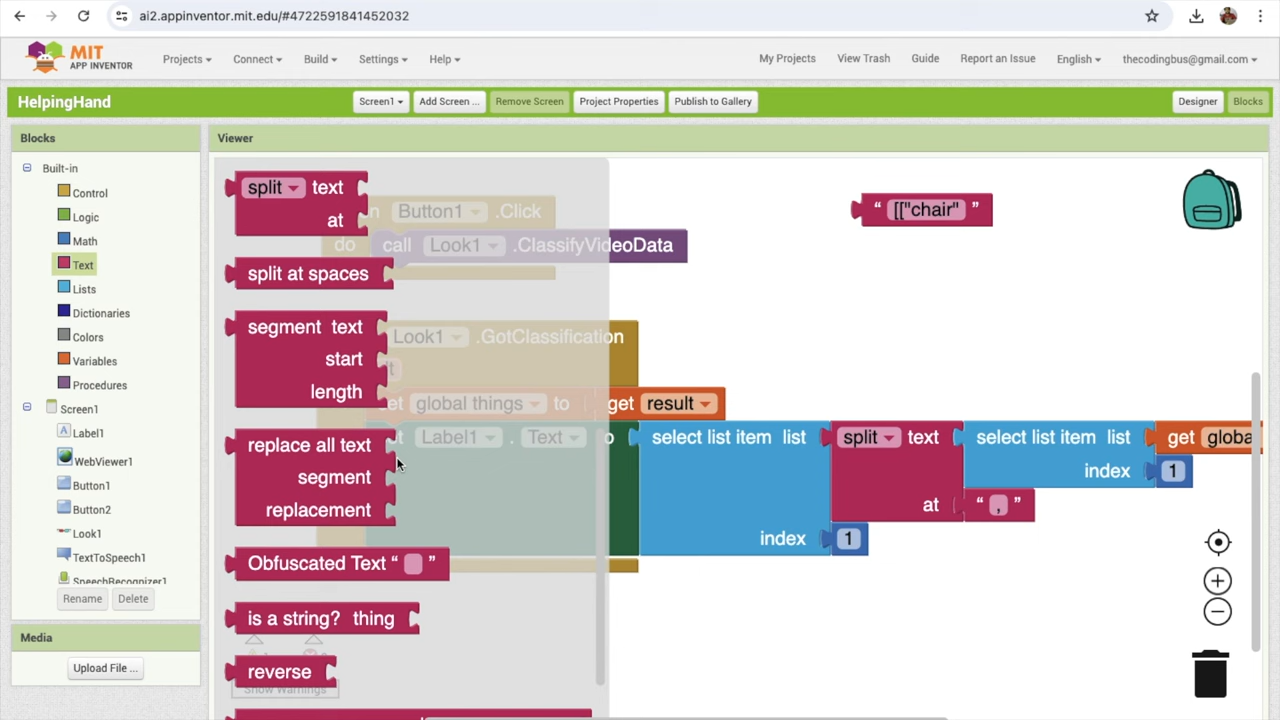 ai2.appinventor.mit.edu/#4722591841452032
MIT
APP INVENTOR
Projects
Connect
Build
Settings
Help
My Projects
View Trash
Guide
Report an Issue
English
thecodingbus@gmail.com
HelpingHand
Screen1
Add Screen ...
Remove Screen
Project Properties
Publish to Gallery
Designer
Blocks
Blocks
Built-in
Control
Logic
Math
Text
Lists
Dictionaries
Colors
Variables
Procedures
Screen1
Label1
WebViewer1
Button1
Button2
Look1
TextToSpeech1
SpeechRecognizer1
Rename
Delete
Media
Upload File ...
Viewer
split text
at
split at spaces
segment text
start
length
replace all text
segment
replacement
Obfuscated Text “ ”
is a string? thing
reverse
Show Warnings
Button1 .Click
do call Look1 .ClassifyVideoData
Look1 .GotClassification
global things to get result
Label1 . Text
select list item list split text select list item list get globa
index 1
at “ , ”
index 1
“ [["chair" ”